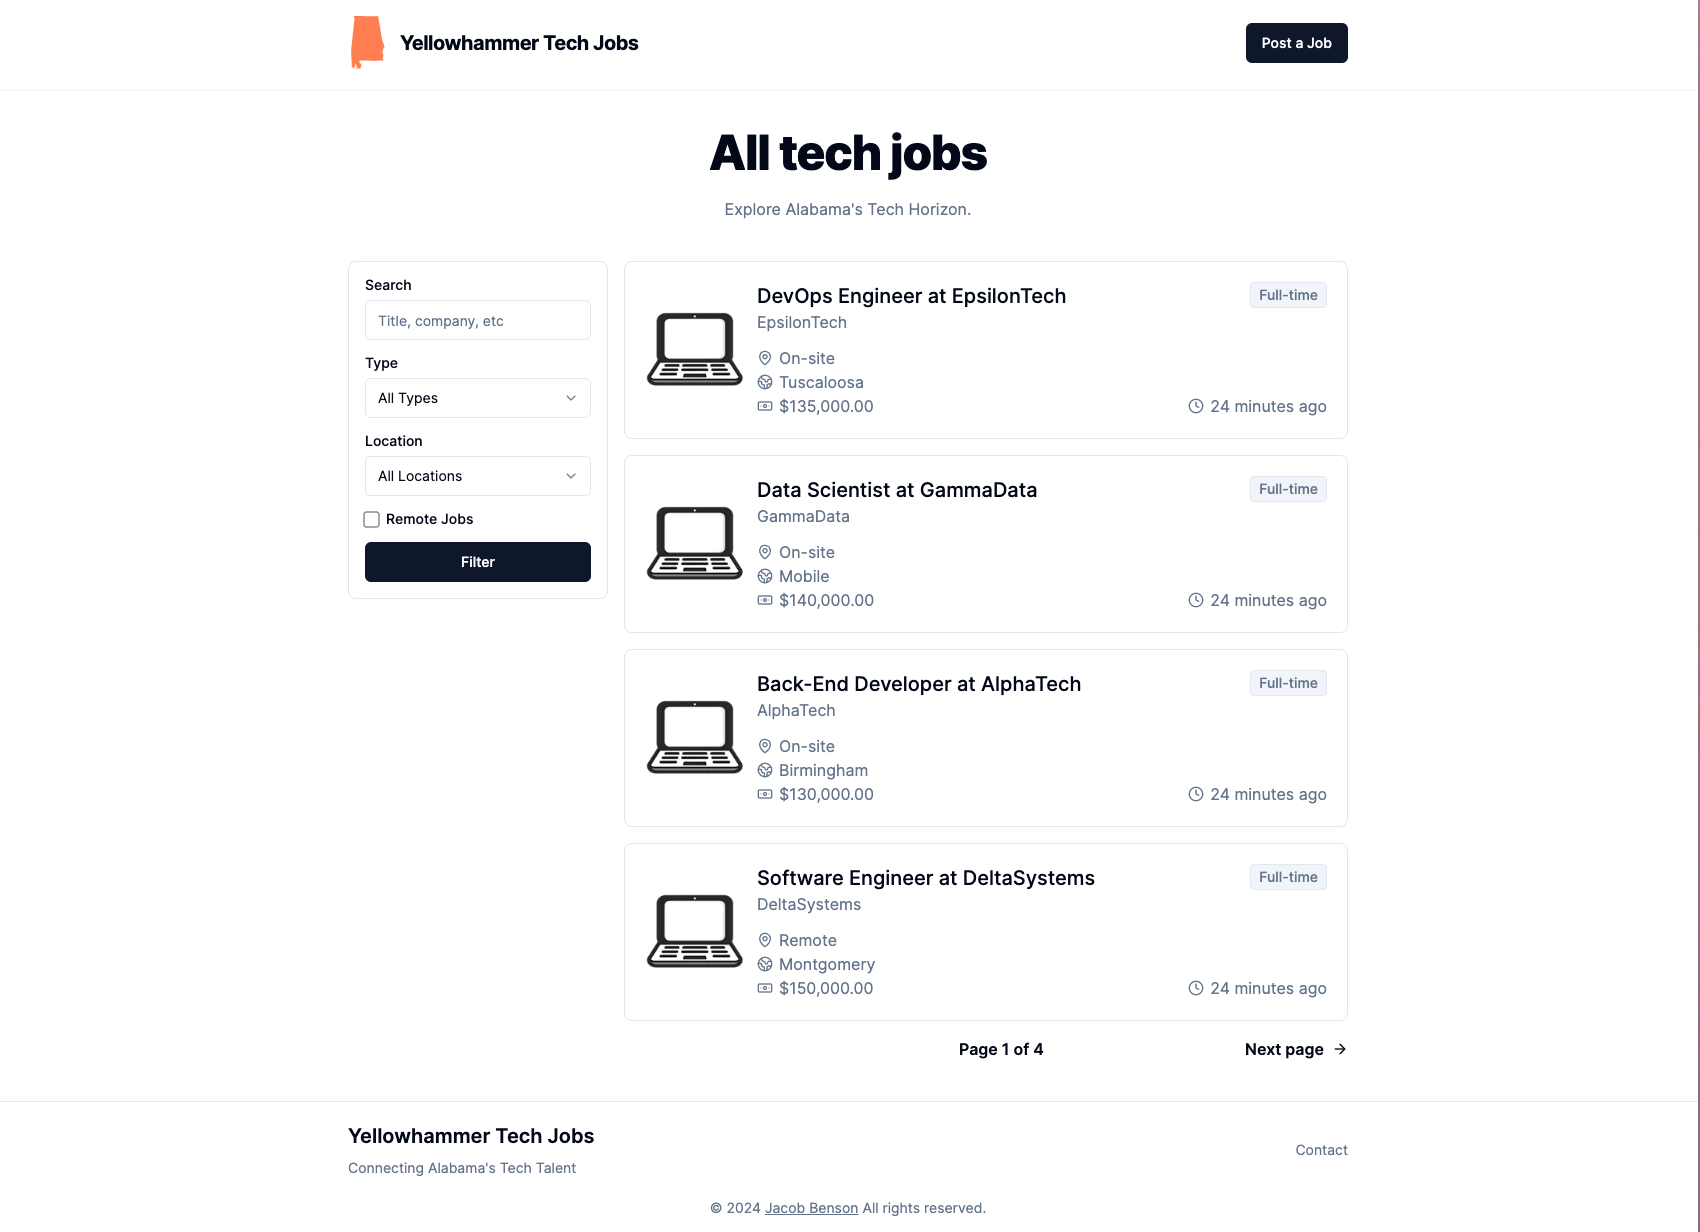 Yellowhammer Tech Jobs
Post a Job
All tech jobs
Explore Alabama's Tech Horizon.
Search
Title, company, etc
Type
All Types
Location
All Locations
Remote Jobs
Filter
DevOps Engineer at EpsilonTech
Full-time
EpsilonTech
On-site
Tuscaloosa
$135,000.00
24 minutes ago
Data Scientist at GammaData
Full-time
GammaData
On-site
Mobile
$140,000.00
24 minutes ago
Back-End Developer at AlphaTech
Full-time
AlphaTech
On-site
Birmingham
$130,000.00
24 minutes ago
Software Engineer at DeltaSystems
Full-time
DeltaSystems
Remote
Montgomery
$150,000.00
24 minutes ago
Page 1 of 4
Next page
Yellowhammer Tech Jobs
Connecting Alabama's Tech Talent
Contact
© 2024 Jacob Benson All rights reserved.